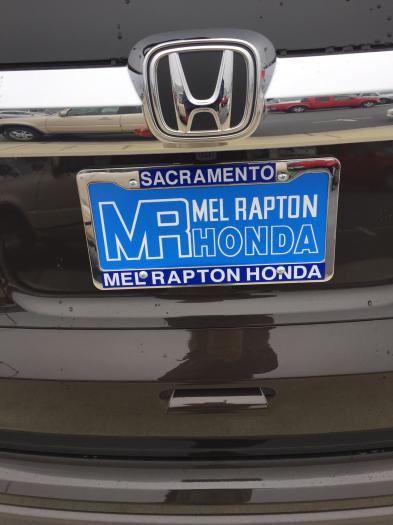 SACRAMENTO
MR MEL RAPTON
HONDA
MEL RAPTON HONDA